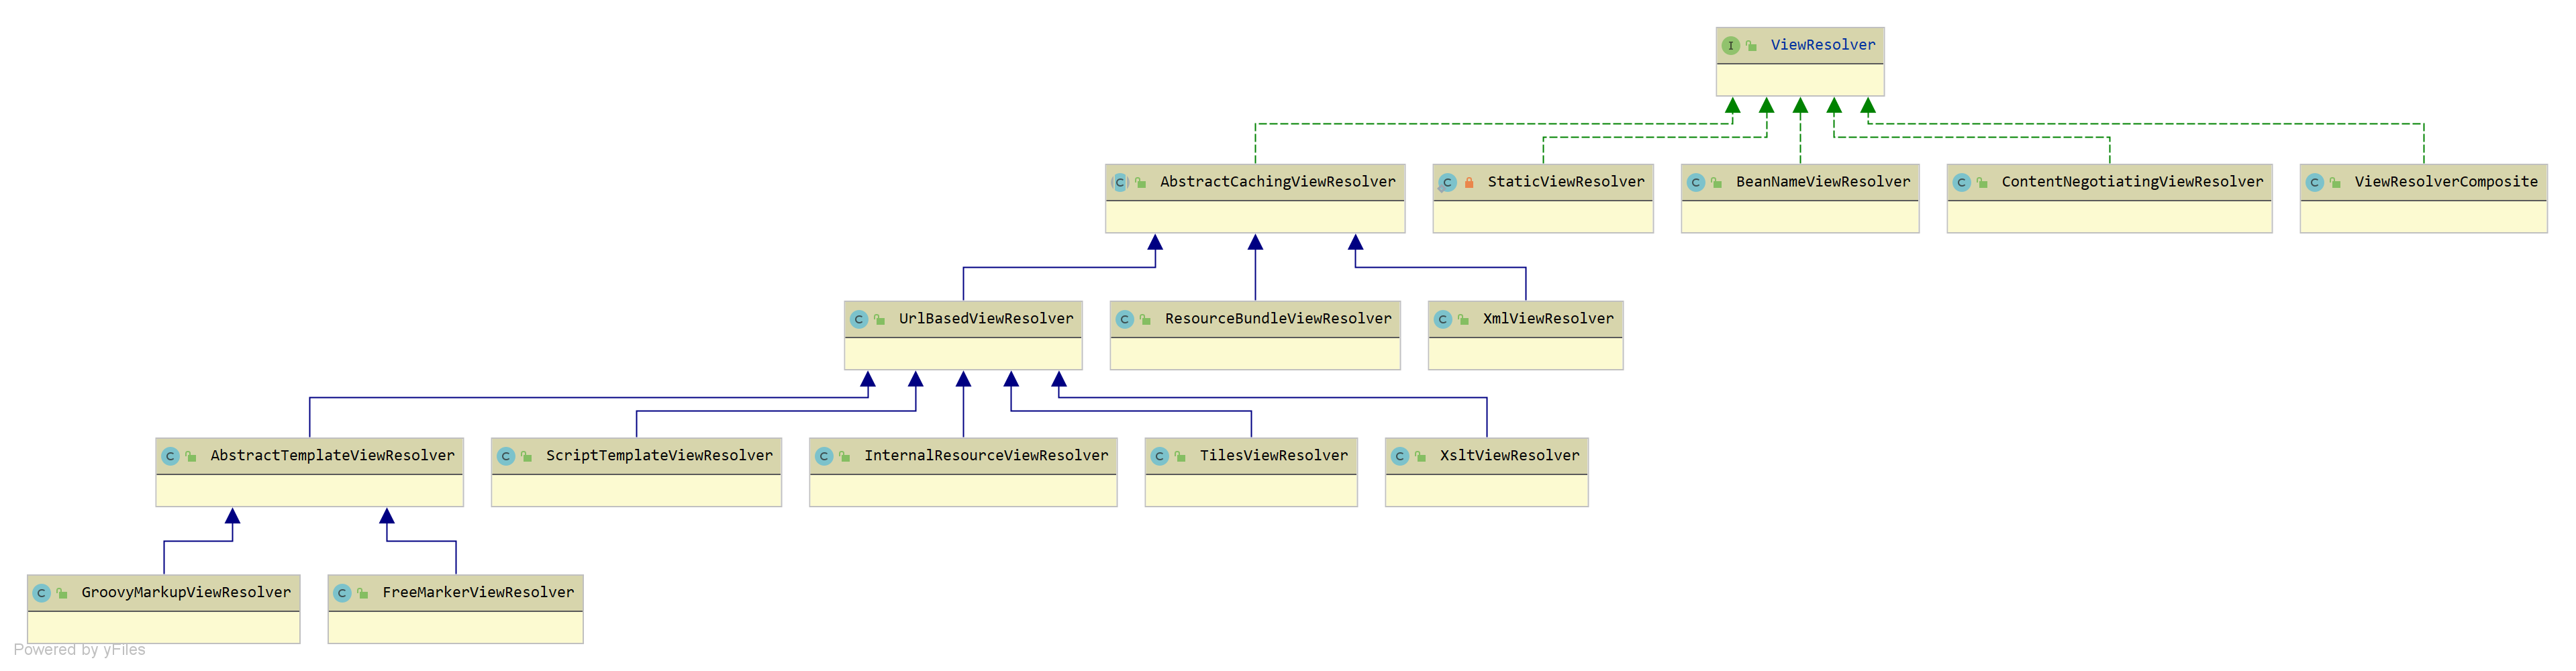 I ViewResolver
C AbstractCachingViewResolver
C StaticViewResolver
C BeanNameViewResolver
C ContentNegotiatingViewResolver
C ViewResolverComposite
C UrlBasedViewResolver
C ResourceBundleViewResolver
C XmlViewResolver
C AbstractTemplateViewResolver
C ScriptTemplateViewResolver
C InternalResourceViewResolver
C TilesViewResolver
C XsltViewResolver
C GroovyMarkupViewResolver
C FreeMarkerViewResolver
Powered by yFiles